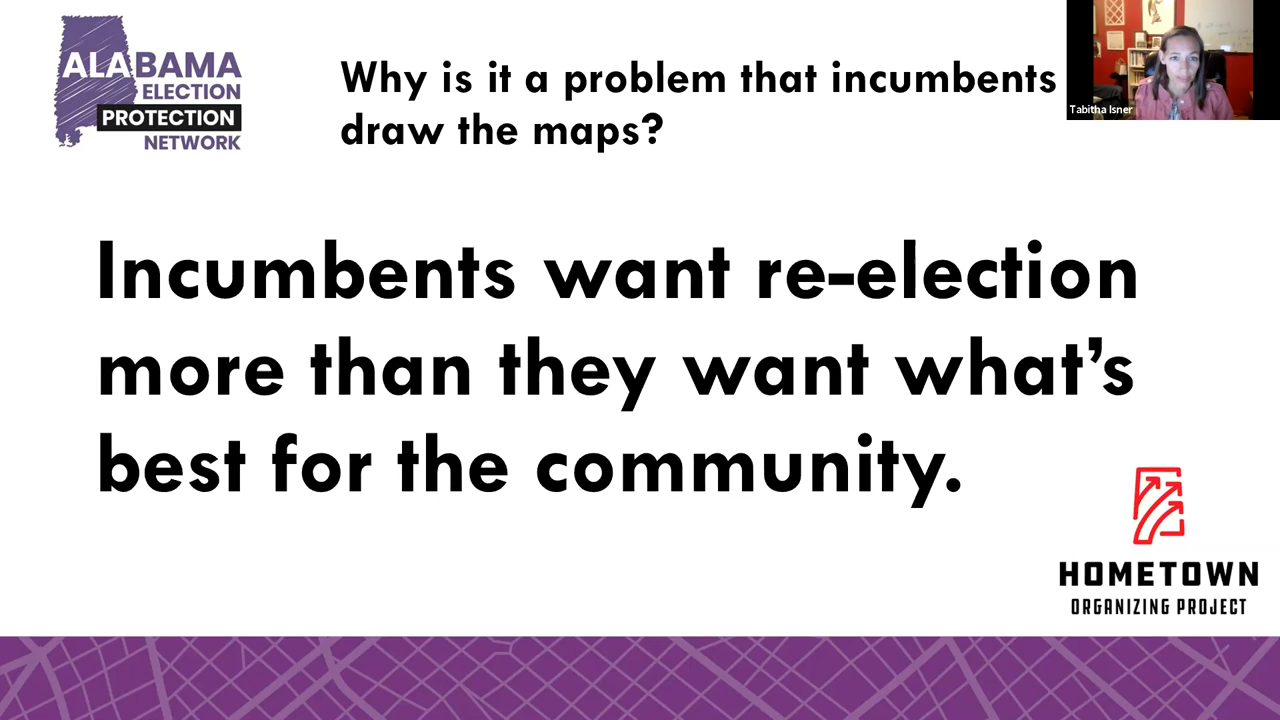 ALABAMA
ELECTION
PROTECTION
NETWORK
Why is it a problem that incumbents
draw the maps?
Tabitha Isner
Incumbents want re-election
more than they want what’s
best for the community.
HOMETOWN
ORGANIZING PROJECT